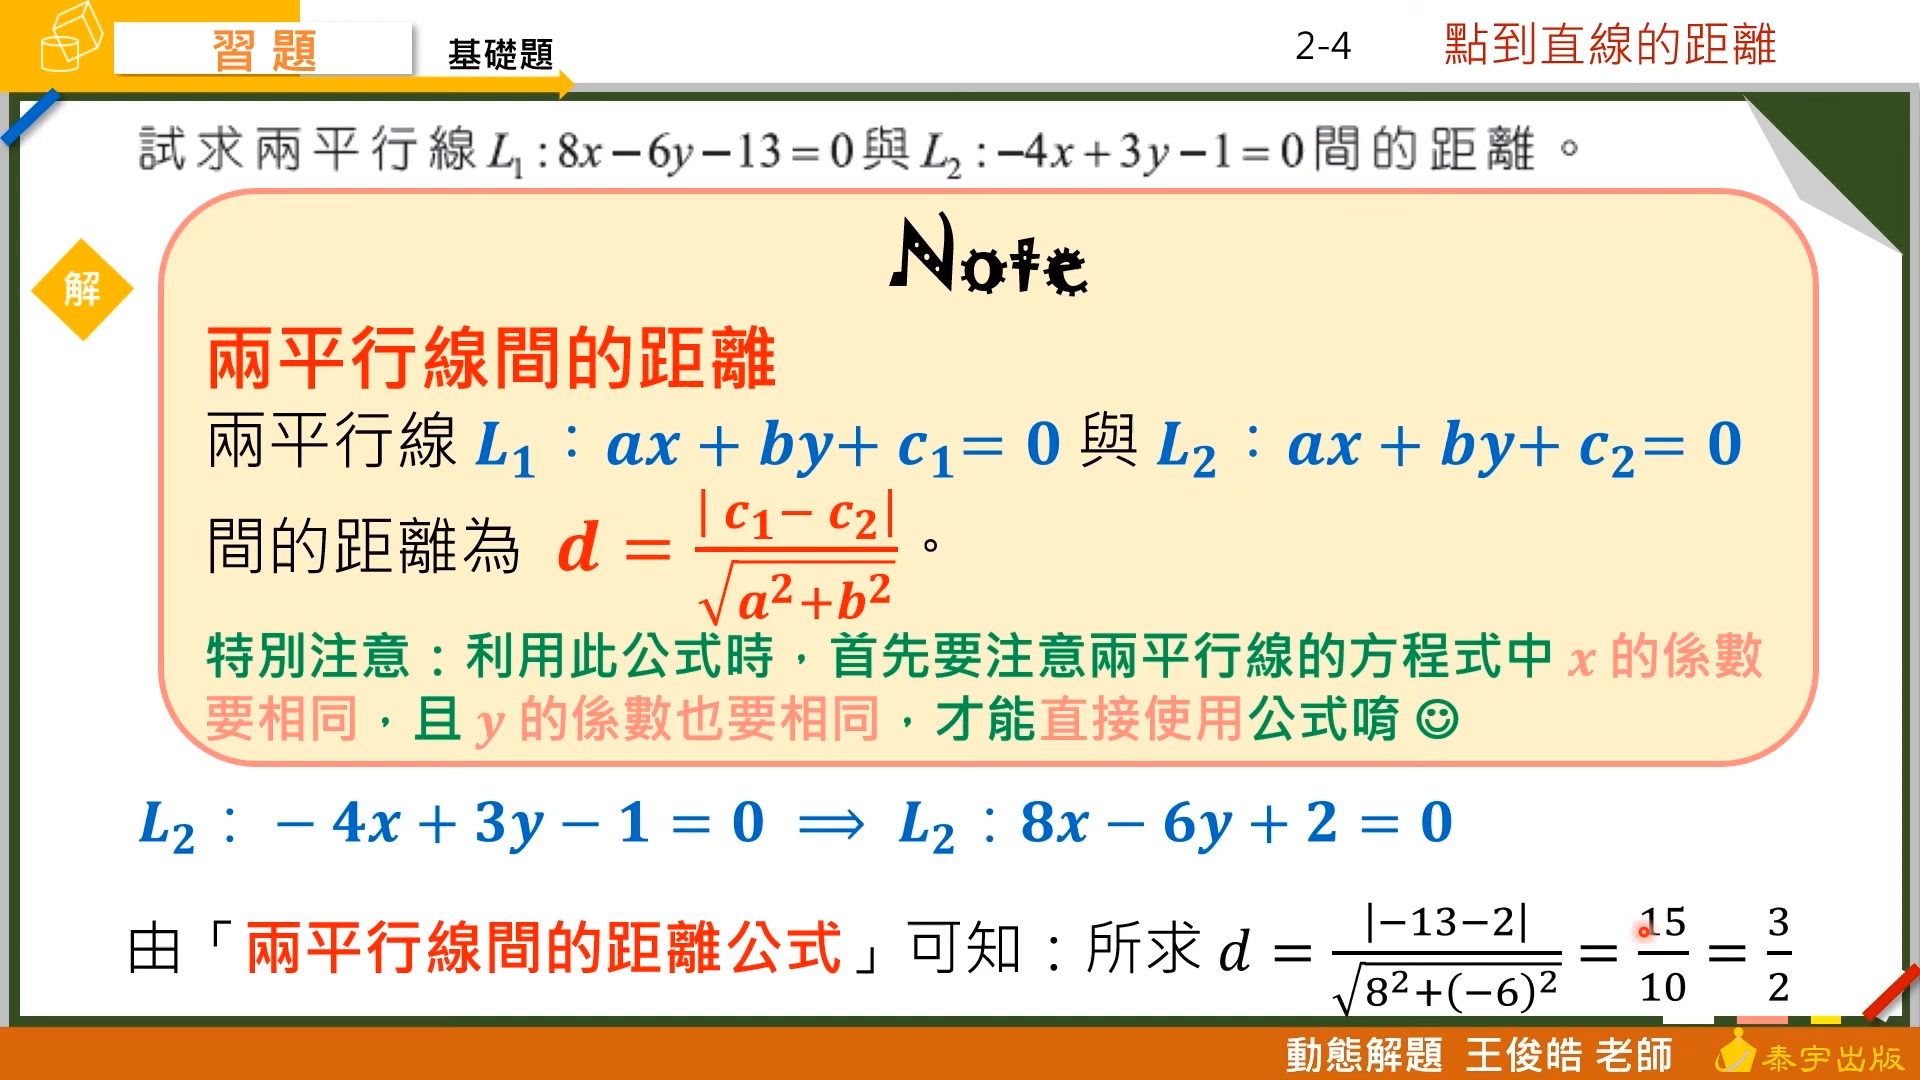 習題
基礎題
2-4 點到直線的距離
試求兩平行線L₁:8x−6y−13=0與L₂:−4x+3y−1=0間的距離。
解
Note
兩平行線間的距離
兩平行線 L₁：ax + by+ c₁= 0 與 L₂：ax + by+ c₂= 0
間的距離為 d = | c₁− c₂| / √(a²+b²) 。
特別注意：利用此公式時，首先要注意兩平行線的方程式中 x 的係數
要相同，且 y 的係數也要相同，才能直接使用公式唷☺
L₂：−4x + 3y − 1 = 0 ⟹ L₂：8x − 6y + 2 = 0
由「兩平行線間的距離公式」可知：所求 d = |−13−2| / √(8²+(−6)²) = 15/10 = 3/2
動態解題 王俊皓 老師
泰宇出版